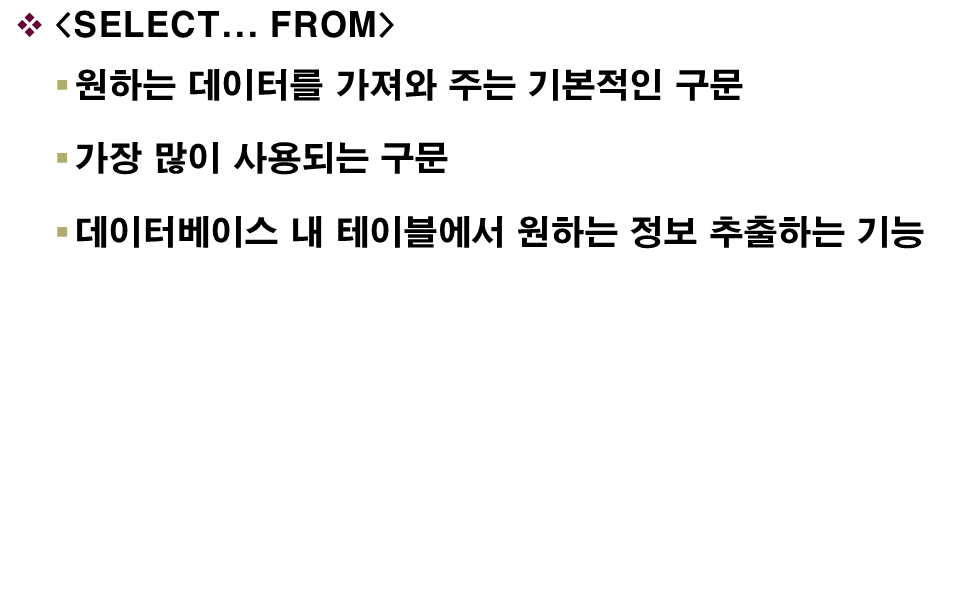 ❖ <SELECT... FROM>
▪ 원하는 데이터를 가져와 주는 기본적인 구문
▪ 가장 많이 사용되는 구문
▪ 데이터베이스 내 테이블에서 원하는 정보 추출하는 기능